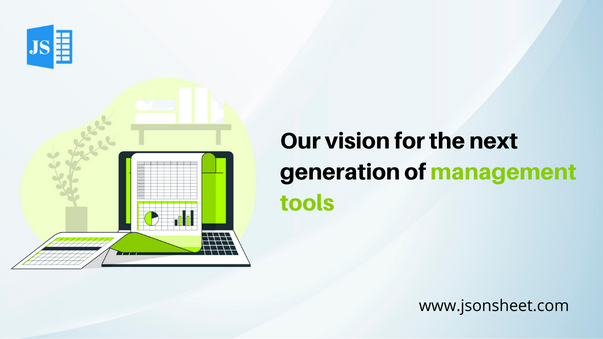 JS
Our vision for the next
generation of management
tools
www.jsonsheet.com